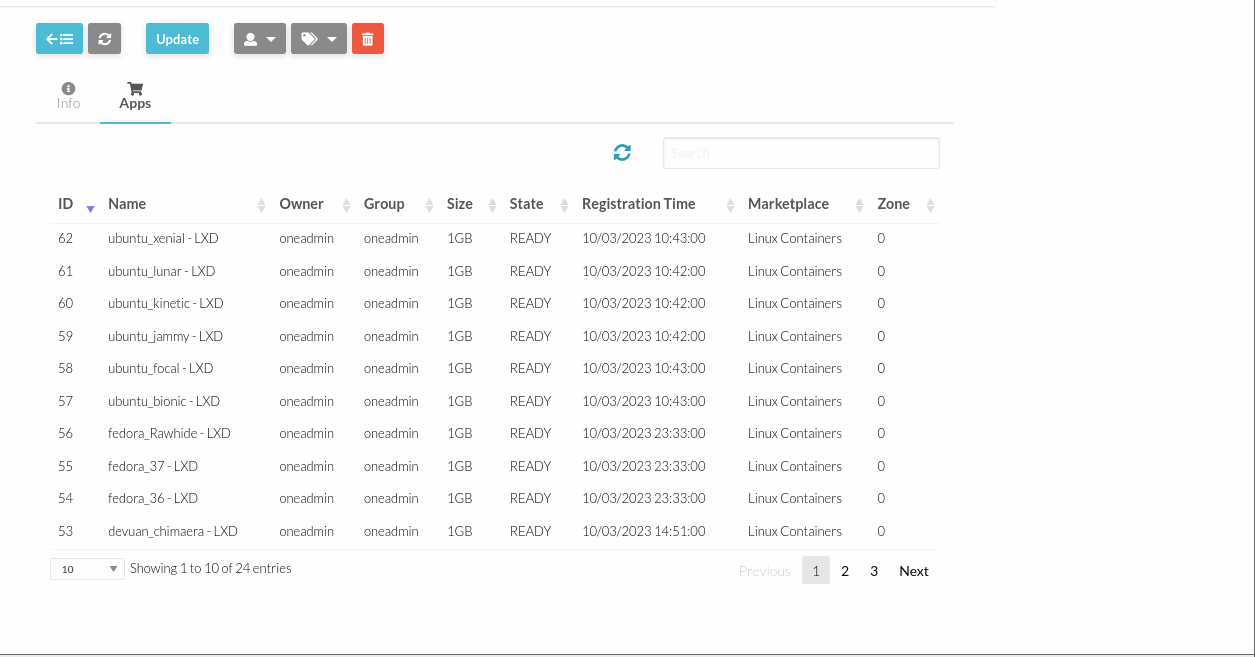 Update
Info
Apps
Search
ID Name Owner Group Size State Registration Time Marketplace Zone
62 ubuntu_xenial - LXD oneadmin oneadmin 1GB READY 10/03/2023 10:43:00 Linux Containers 0
61 ubuntu_lunar - LXD oneadmin oneadmin 1GB READY 10/03/2023 10:42:00 Linux Containers 0
60 ubuntu_kinetic - LXD oneadmin oneadmin 1GB READY 10/03/2023 10:42:00 Linux Containers 0
59 ubuntu_jammy - LXD oneadmin oneadmin 1GB READY 10/03/2023 10:42:00 Linux Containers 0
58 ubuntu_focal - LXD oneadmin oneadmin 1GB READY 10/03/2023 10:43:00 Linux Containers 0
57 ubuntu_bionic - LXD oneadmin oneadmin 1GB READY 10/03/2023 10:43:00 Linux Containers 0
56 fedora_Rawhide - LXD oneadmin oneadmin 1GB READY 10/03/2023 23:33:00 Linux Containers 0
55 fedora_37 - LXD oneadmin oneadmin 1GB READY 10/03/2023 23:33:00 Linux Containers 0
54 fedora_36 - LXD oneadmin oneadmin 1GB READY 10/03/2023 23:33:00 Linux Containers 0
53 devuan_chimaera - LXD oneadmin oneadmin 1GB READY 10/03/2023 14:51:00 Linux Containers 0
10 Showing 1 to 10 of 24 entries Previous 1 2 3 Next